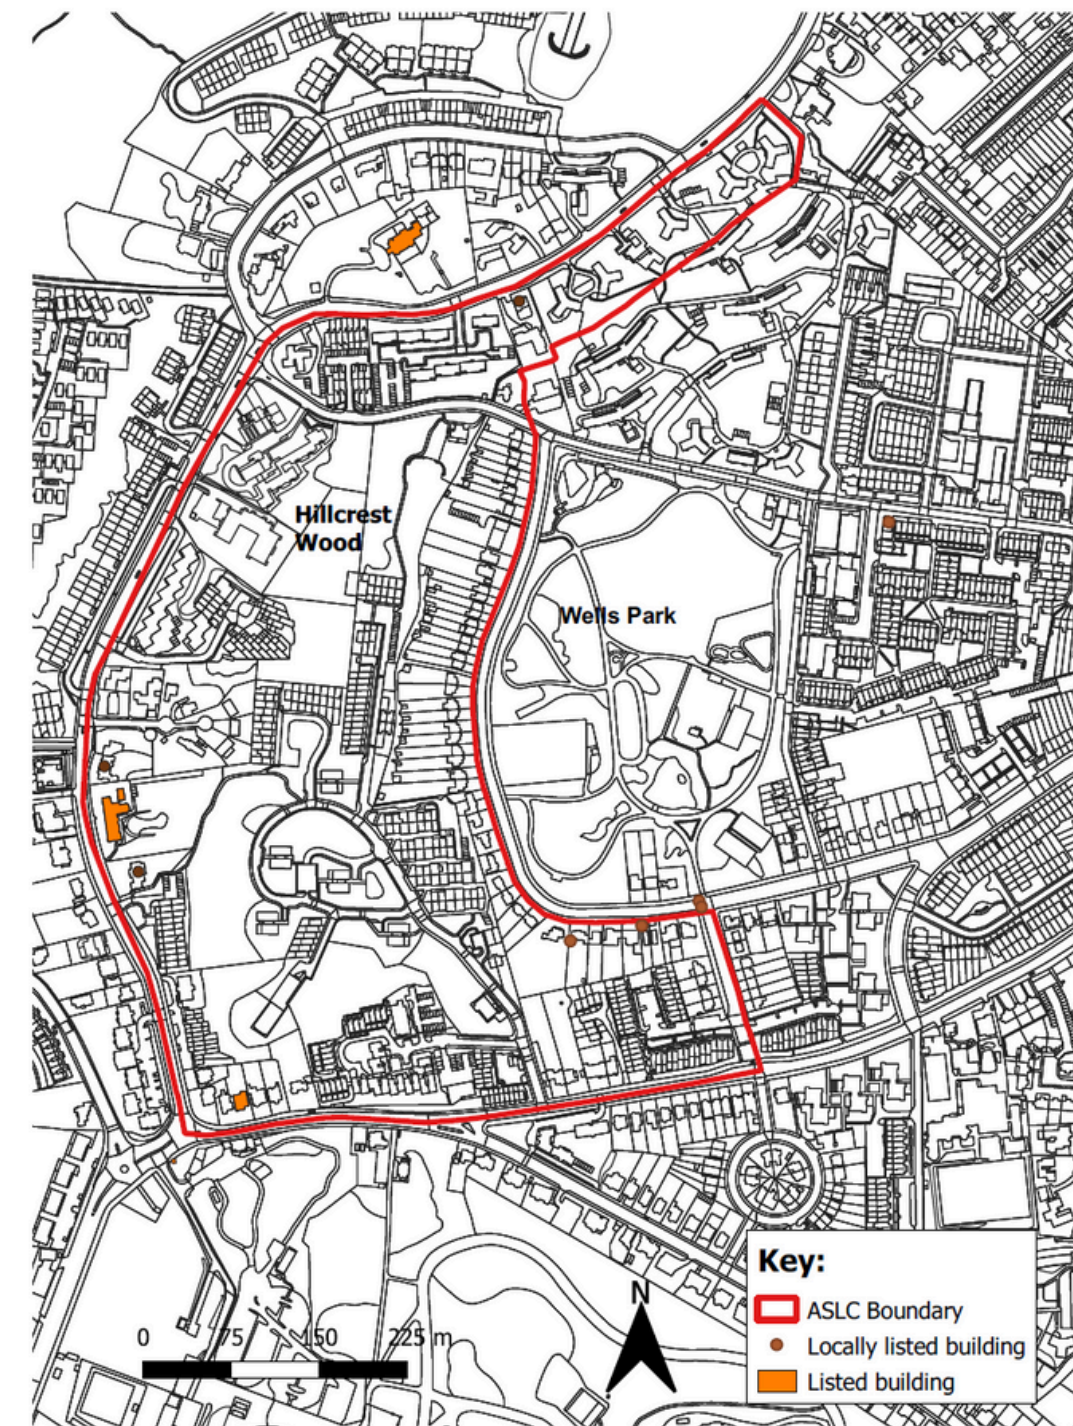 Hillcrest
Wood
Wells Park
Key:
ASLC Boundary
Locally listed building
Listed building
N
0 75 150 225 m